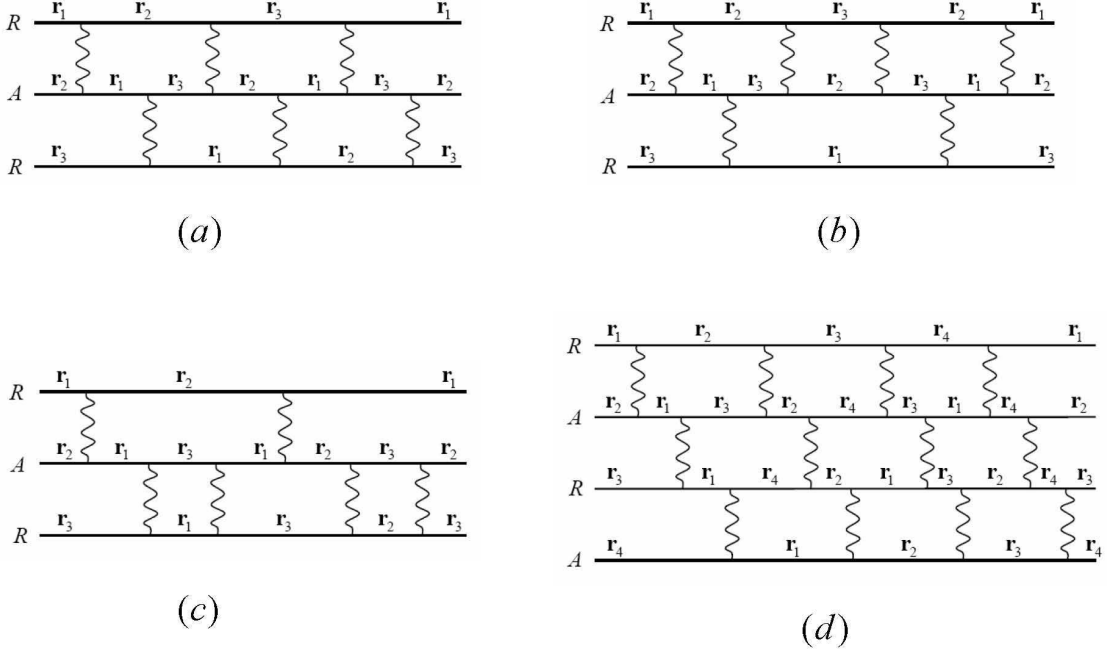 r₁ r₂ r₃ r₁
R
r₂ r₁ r₃ r₂ r₁ r₃ r₂
A
r₃ r₁ r₂ r₃
R
(a)
r₁ r₂ r₃ r₂ r₁
R
r₂ r₁ r₃ r₂ r₃ r₁ r₂
A
r₃ r₁ r₃
R
(b)
r₁ r₂ r₁
R
r₂ r₁ r₃ r₁ r₂ r₃ r₂
A
r₃ r₁ r₃ r₂ r₃
R
(c)
r₁ r₂ r₃ r₄ r₁
R
r₂ r₁ r₃ r₂ r₄ r₃ r₁ r₄ r₂
A
r₃ r₁ r₄ r₂ r₁ r₃ r₂ r₄ r₃
R
r₄ r₁ r₂ r₃ r₄
A
(d)